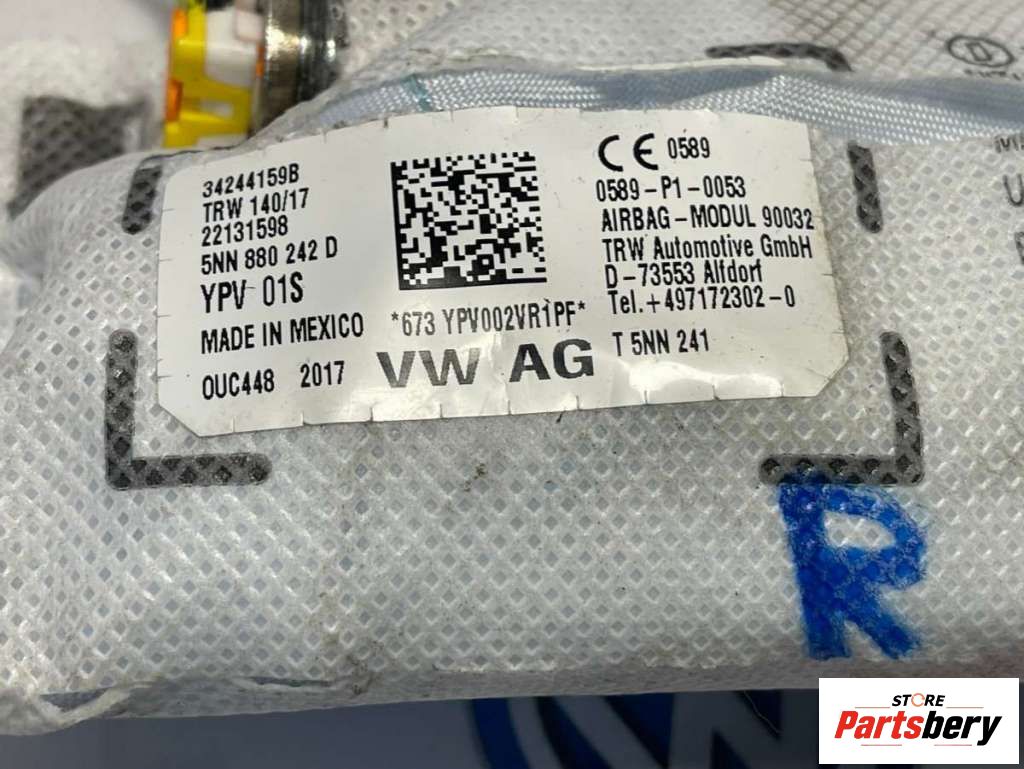 34244159B
TRW 140/17
22131598
5NN 880 242 D
YPV 01S
MADE IN MEXICO
OUC448 2017
*673 YPV002VR1PF*
VW AG
CE 0589
0589-P1-0053
AIRBAG-MODUL 90032
TRW Automotive GmbH
D-73553 Alfdorf
Tel.+497172302-0
T 5NN 241
R
STORE
Partsbery